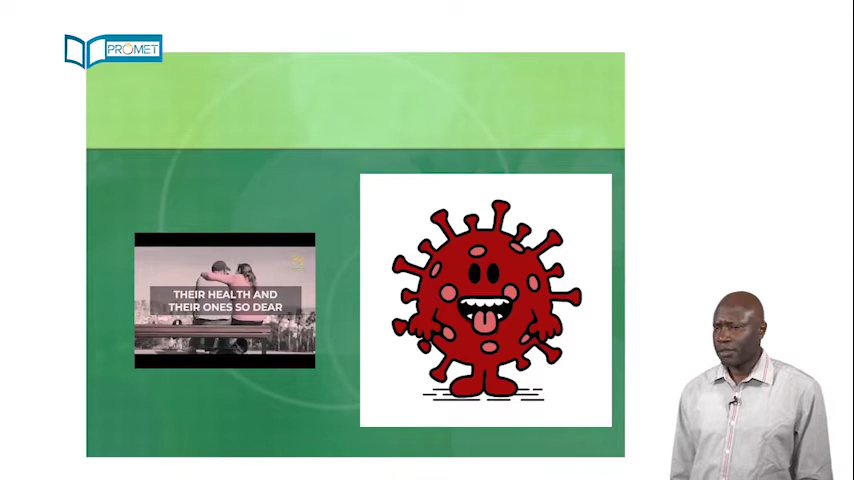 PROMET
THEIR HEALTH AND
THEIR ONES SO DEAR